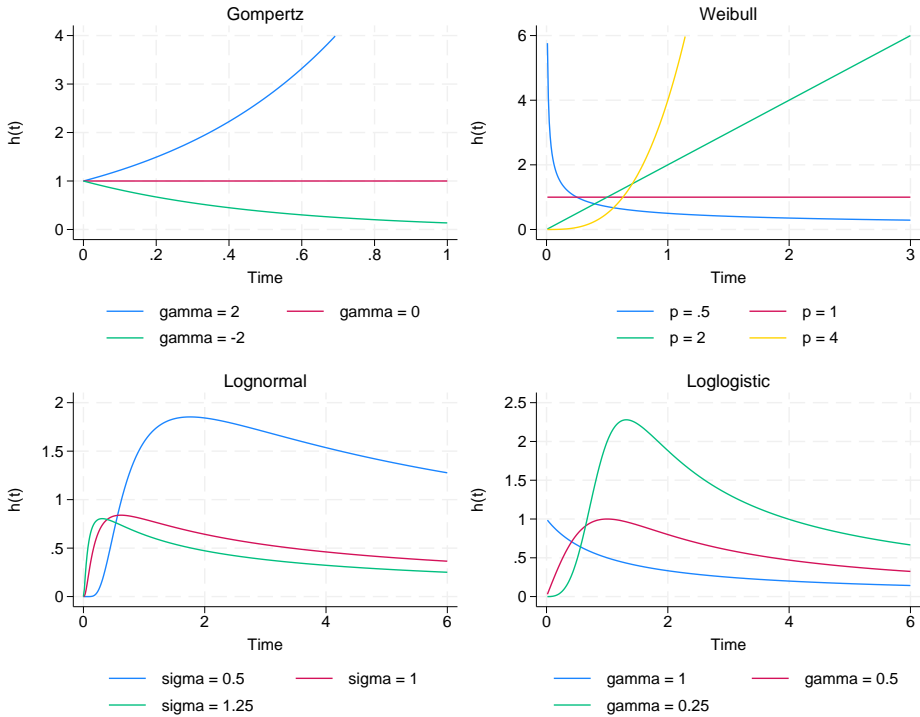 Gompertz
4
3
2
1
0
h(t)
0 .2 .4 .6 .8 1
Time
gamma = 2 gamma = 0
gamma = -2
Weibull
6
4
2
0
h(t)
0 1 2 3
Time
p = .5 p = 1
p = 2 p = 4
Lognormal
2
1.5
1
.5
0
h(t)
0 2 4 6
Time
sigma = 0.5 sigma = 1
sigma = 1.25
Loglogistic
2.5
2
1.5
1
.5
0
h(t)
0 2 4 6
Time
gamma = 1 gamma = 0.5
gamma = 0.25